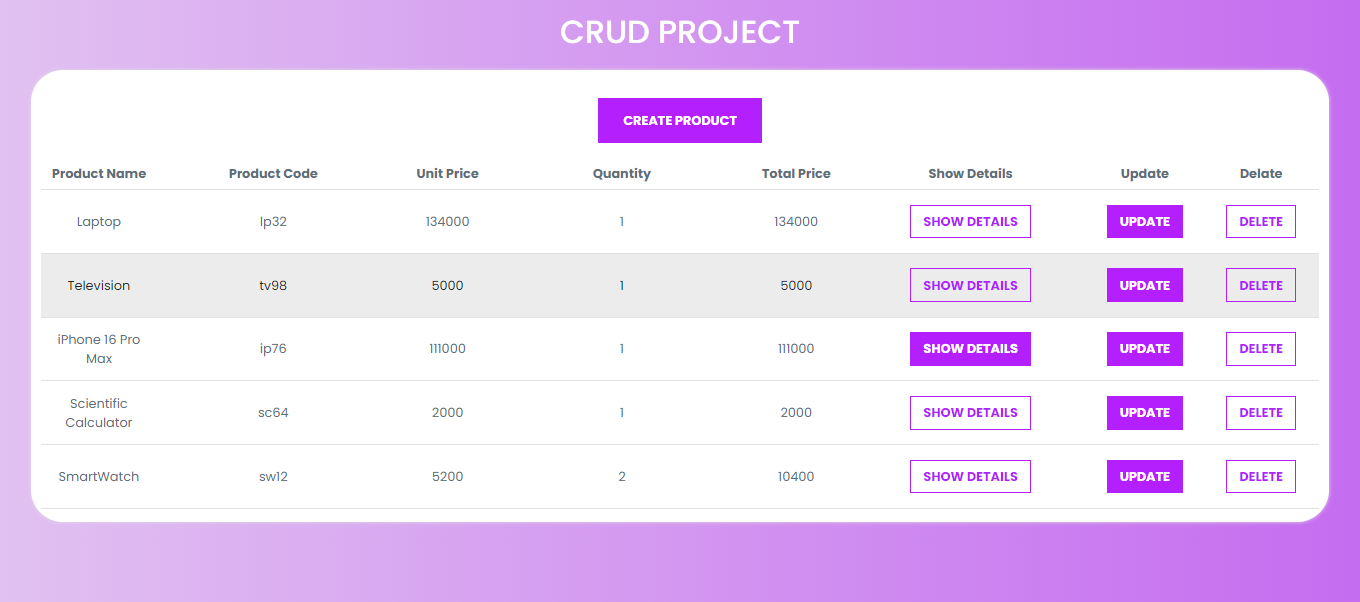 CRUD PROJECT
CREATE PRODUCT
Product Name Product Code Unit Price Quantity Total Price Show Details Update Delate
Laptop lp32 134000 1 134000 SHOW DETAILS UPDATE DELETE
Television tv98 5000 1 5000 SHOW DETAILS UPDATE DELETE
iPhone 16 Pro
Max ip76 111000 1 111000 SHOW DETAILS UPDATE DELETE
Scientific
Calculator sc64 2000 1 2000 SHOW DETAILS UPDATE DELETE
SmartWatch sw12 5200 2 10400 SHOW DETAILS UPDATE DELETE